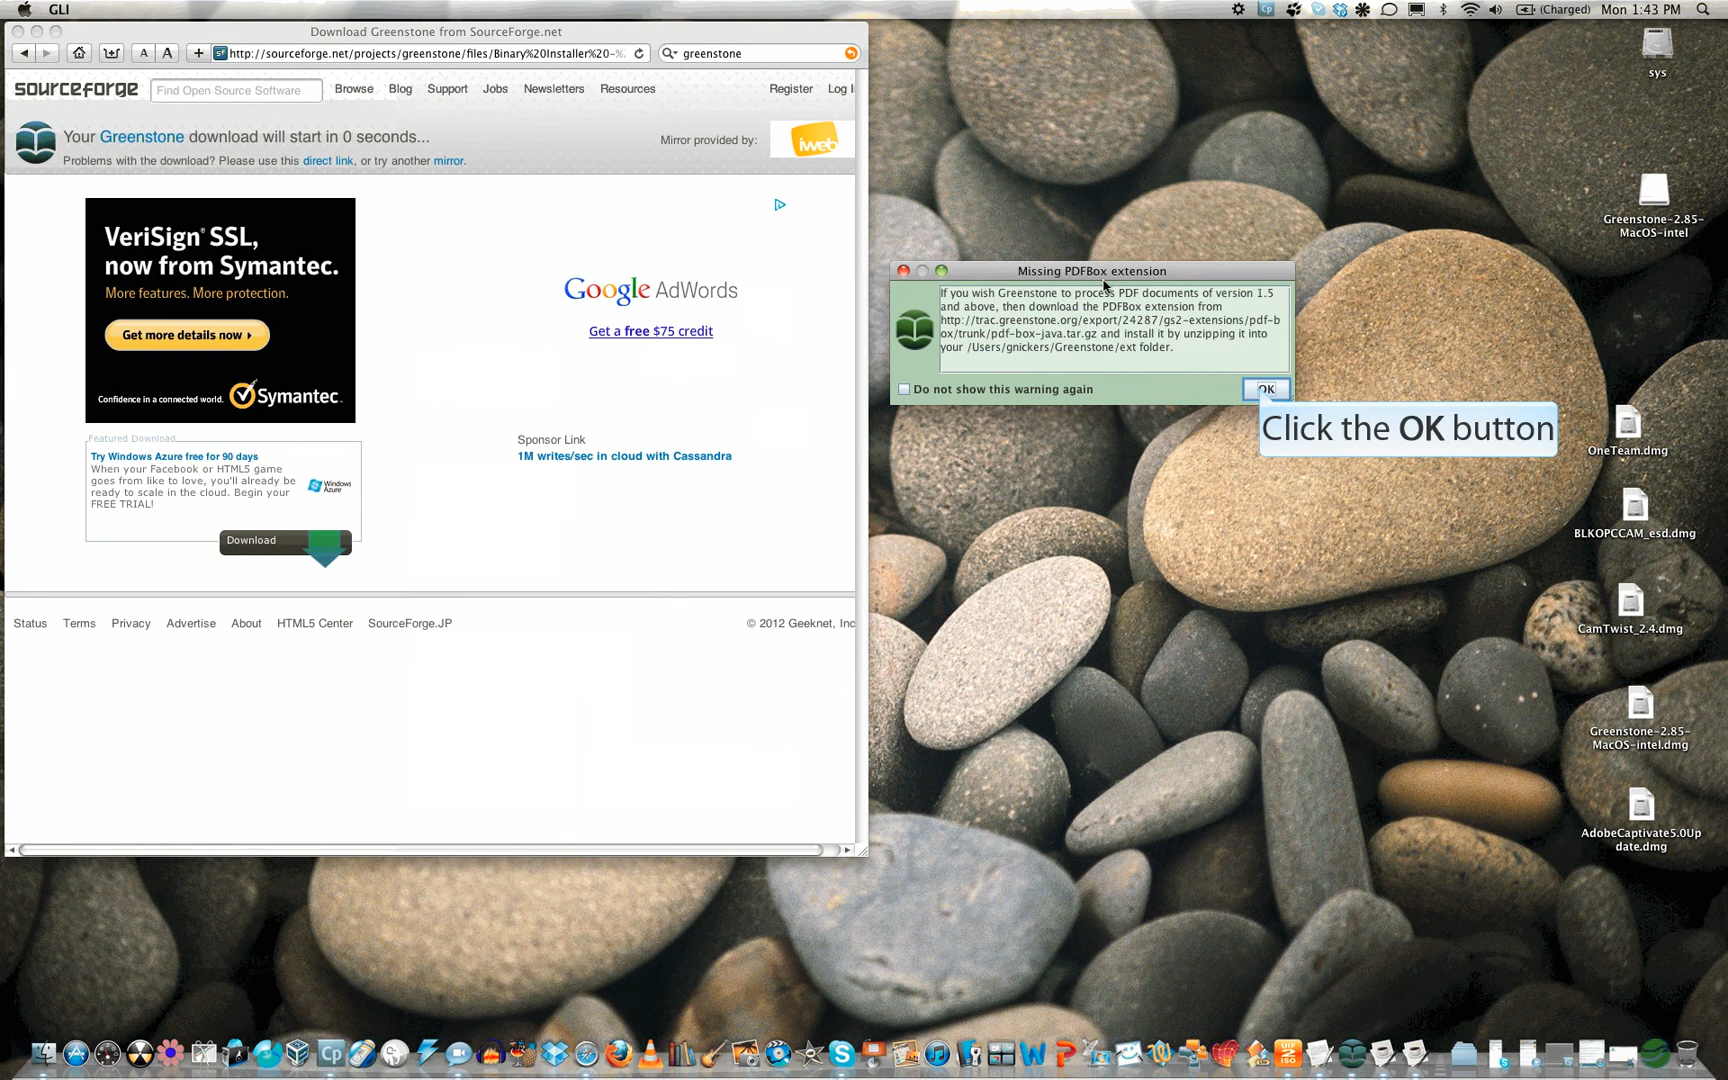 GLI
(Charged) Mon 1:43 PM
Download Greenstone from SourceForge.net
A A + http://sourceforge.net/projects/greenstone/files/Binary%20Installer%20-%
greenstone
sourceforge
Find Open Source Software
Browse Blog Support Jobs Newsletters Resources
Register Log I
Your Greenstone download will start in 0 seconds...
Problems with the download? Please use this direct link, or try another mirror.
Mirror provided by:
iweb
VeriSign® SSL,
now from Symantec.
More features. More protection.
Get more details now
Confidence in a connected world.
Symantec.
Google AdWords
Get a free $75 credit
Featured Download
Try Windows Azure free for 90 days
When your Facebook or HTML5 game
goes from like to love, you'll already be
ready to scale in the cloud. Begin your
FREE TRIAL!
Windows
Azure
Download
Sponsor Link
1M writes/sec in cloud with Cassandra
Status Terms Privacy Advertise About HTML5 Center SourceForge.JP
© 2012 Geeknet, Inc
Missing PDFBox extension
If you wish Greenstone to process PDF documents of version 1.5
and above, then download the PDFBox extension from
http://trac.greenstone.org/export/24287/gs2-extensions/pdf-b
ox/trunk/pdf-box-java.tar.gz and install it by unzipping it into
your /Users/gnickers/Greenstone/ext folder.
Do not show this warning again
OK
Click the OK button
sys
Greenstone-2.85-
MacOS-intel
OneTeam.dmg
BLKOPCCAM_esd.dmg
CamTwist_2.4.dmg
Greenstone-2.85-
MacOS-intel.dmg
AdobeCaptivate5.0Up
date.dmg